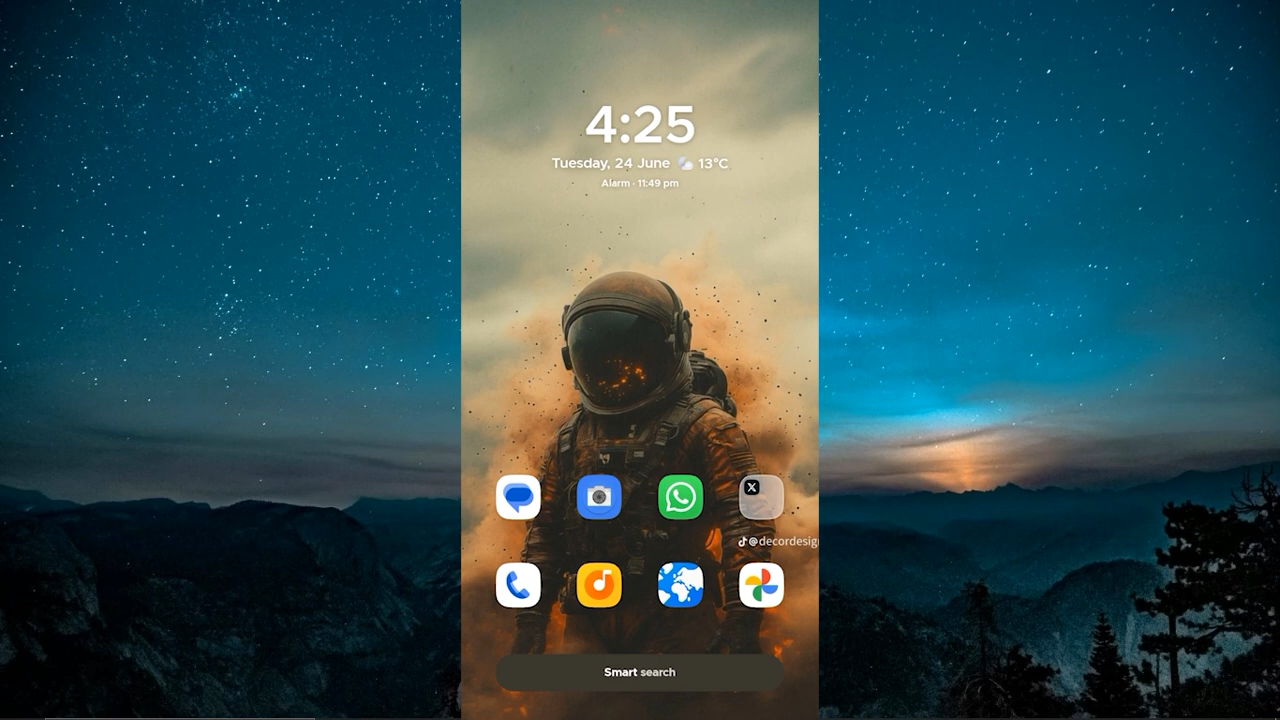 4:25
Tuesday, 24 June 13°C
Alarm · 11:49 pm
@decordesig
Smart search